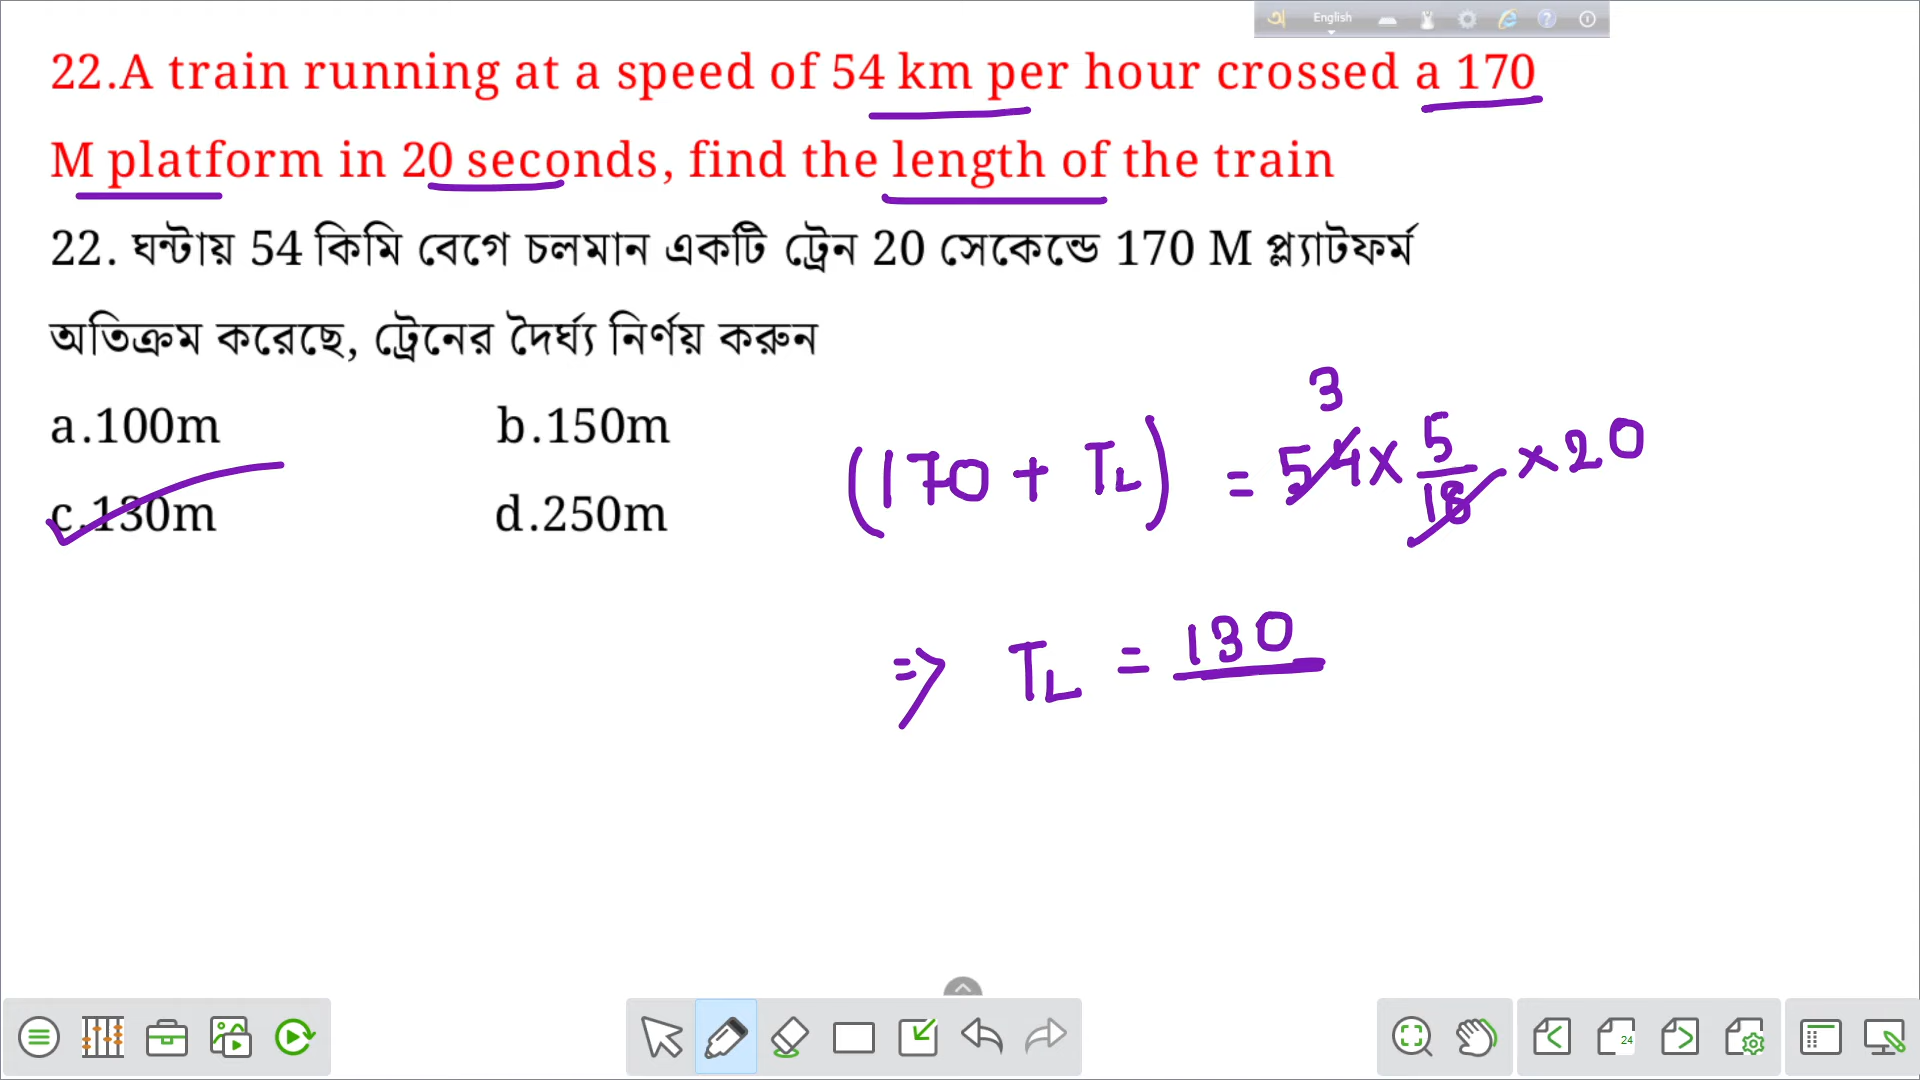 English
22.A train running at a speed of 54 km per hour crossed a 170
M platform in 20 seconds, find the length of the train
22. ঘন্টায় 54 কিমি বেগে চলমান একটি ট্রেন 20 সেকেন্ডে 170 M প্ল্যাটফর্ম
অতিক্রম করেছে, ট্রেনের দৈর্ঘ্য নির্ণয় করুন
a.100m b.150m
c.130m d.250m
3
(170 + TL) = 54 x 5/18 x 20
⇒ TL = 130
24